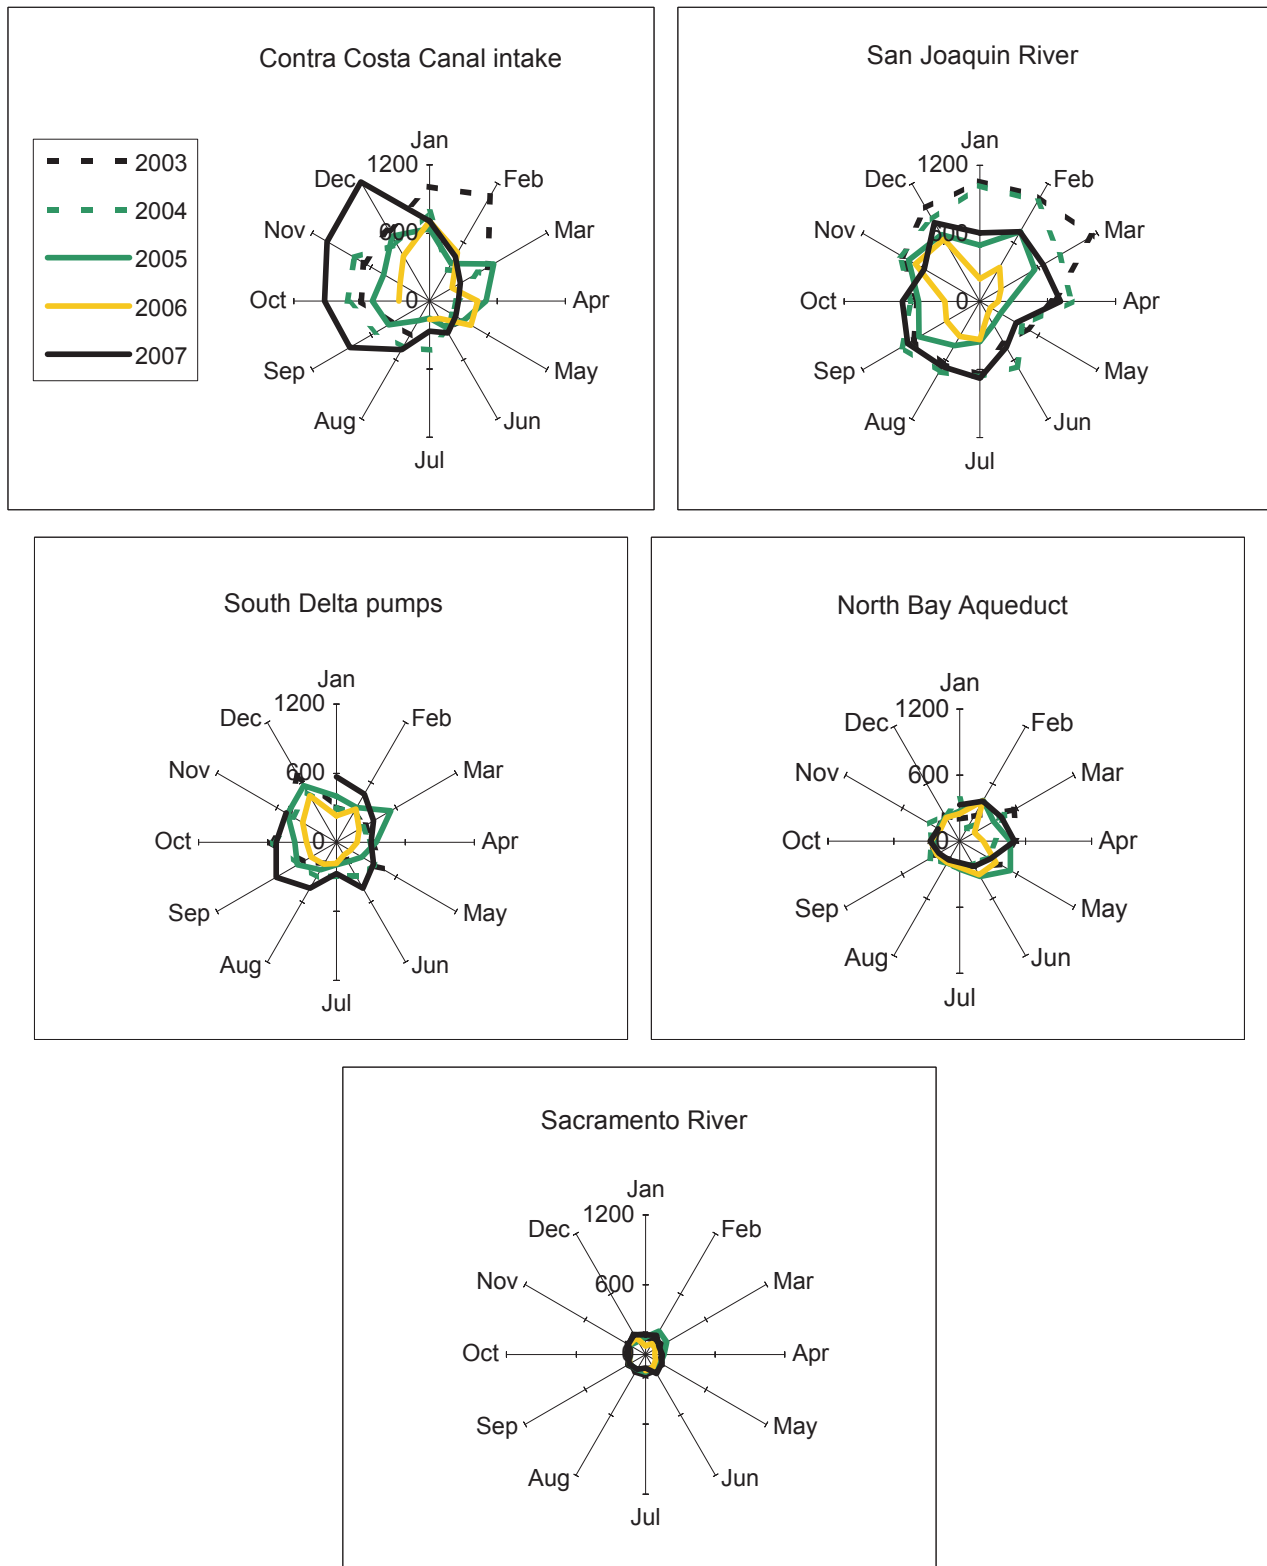 Contra Costa Canal intake
2003
2004
2005
2006
2007
Jan
1200
Dec
Feb
Nov
600
Mar
Oct
0
Apr
Sep
May
Aug
Jun
Jul
San Joaquin River
Jan
1200
Dec
Feb
Nov
600
Mar
Oct
0
Apr
Sep
May
Aug
Jun
Jul
South Delta pumps
Jan
1200
Dec
Feb
Nov
600
Mar
Oct
0
Apr
Sep
May
Aug
Jun
Jul
North Bay Aqueduct
Jan
1200
Dec
Feb
Nov
600
Mar
Oct
0
Apr
Sep
May
Aug
Jun
Jul
Sacramento River
Jan
1200
Dec
Feb
Nov
600
Mar
Oct
0
Apr
Sep
May
Aug
Jun
Jul